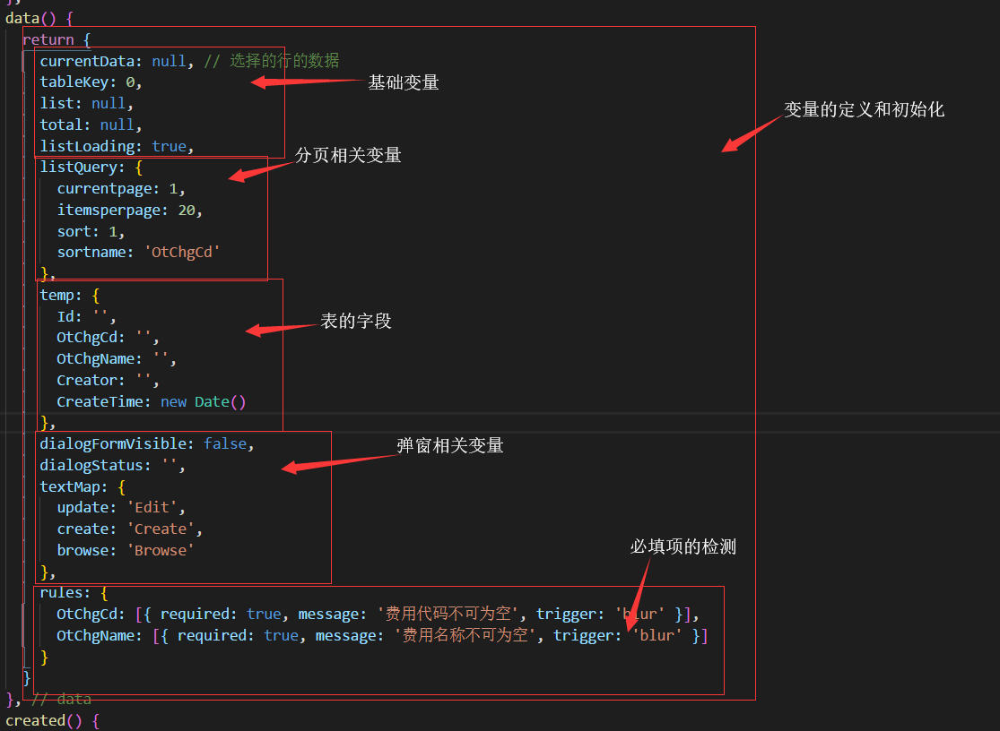 },
data() {
return {
currentData: null, // 选择的行的数据
tableKey: 0,
基础变量
list: null,
变量的定义和初始化
total: null,
listLoading: true,
分页相关变量
listQuery: {
currentpage: 1,
itemsperpage: 20,
sort: 1,
sortname: 'OtChgCd'
},
temp: {
Id: '',
表的字段
OtChgCd: '',
OtChgName: '',
Creator: '',
CreateTime: new Date()
},
dialogFormVisible: false,
弹窗相关变量
dialogStatus: '',
textMap: {
update: 'Edit',
create: 'Create',
browse: 'Browse'
必填项的检测
},
rules: {
OtChgCd: [{ required: true, message: '费用代码不可为空', trigger: 'blur' }],
OtChgName: [{ required: true, message: '费用名称不可为空', trigger: 'blur' }]
}
}
}, // data
created() {